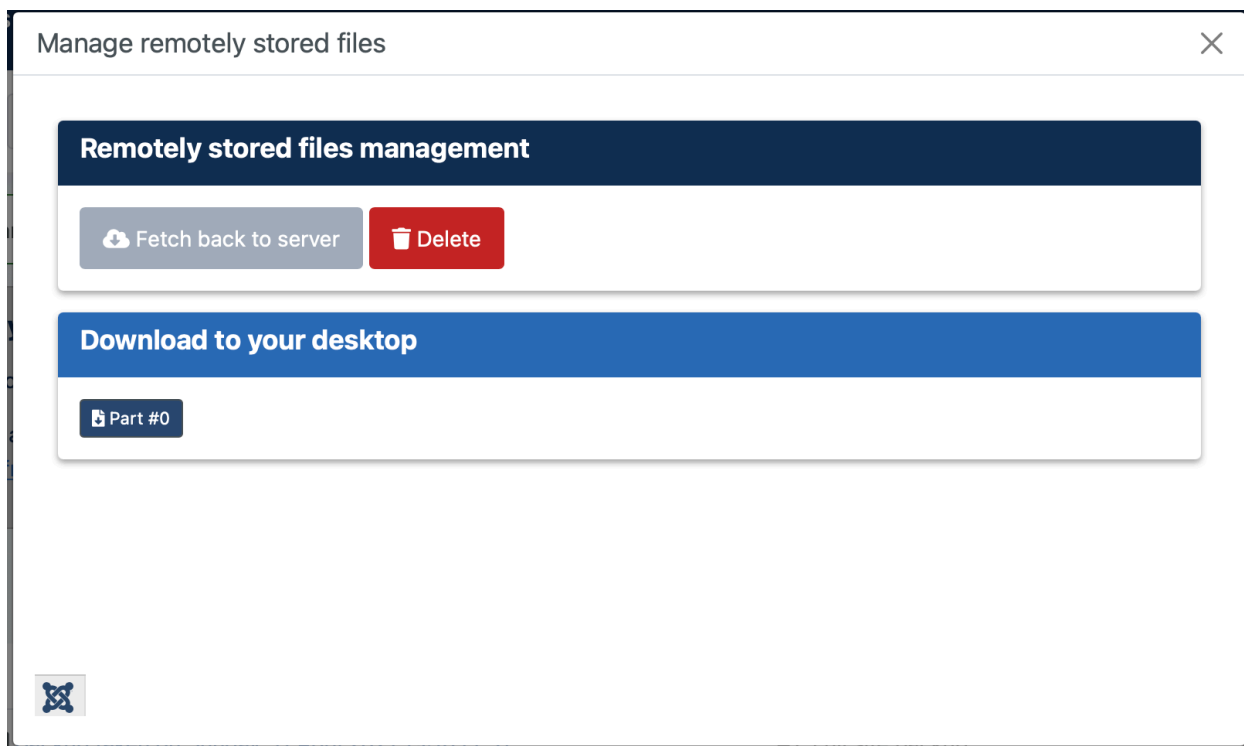 Manage remotely stored files
Remotely stored files management
Fetch back to server
Delete
Download to your desktop
Part #0